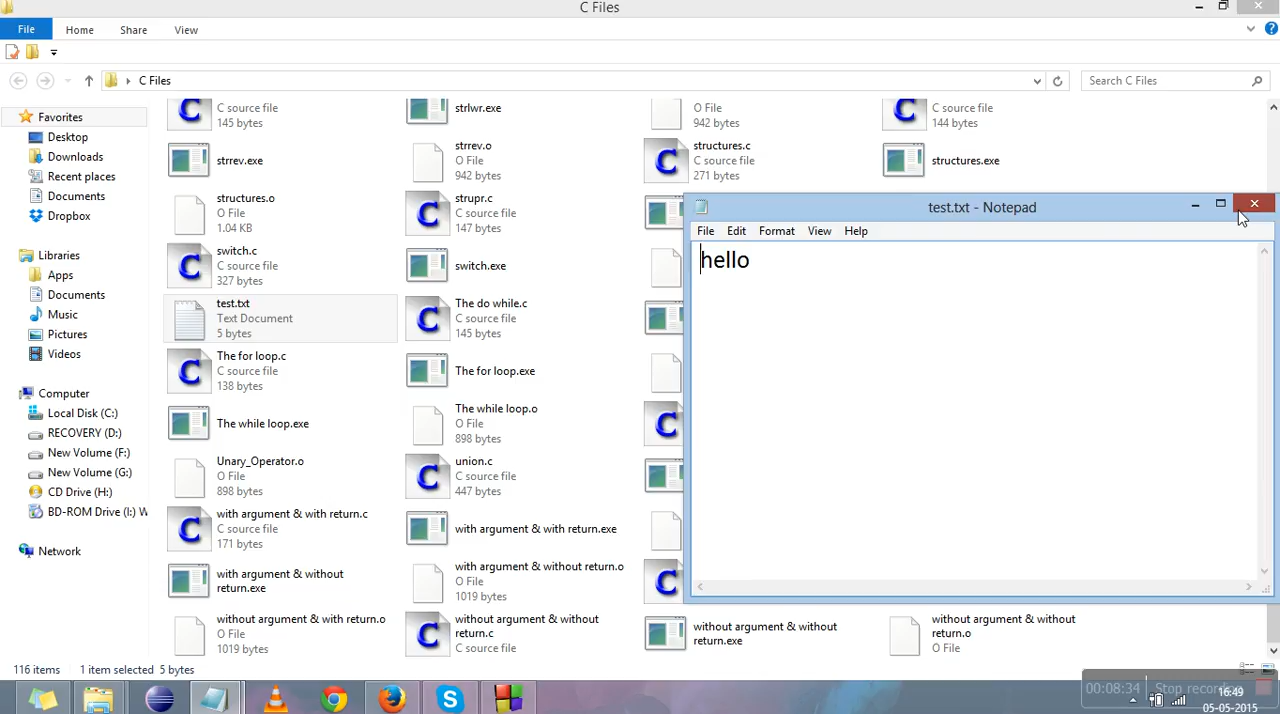 C Files
File
Home
Share
View
C Files
Search C Files
Favorites
Desktop
Downloads
Recent places
Documents
Dropbox
Libraries
Apps
Documents
Music
Pictures
Videos
Computer
Local Disk (C:)
RECOVERY (D:)
New Volume (F:)
New Volume (G:)
CD Drive (H:)
BD-ROM Drive (I:) W
Network
C source file
145 bytes
strlwr.exe
O File
942 bytes
C source file
144 bytes
strrev.exe
strrev.o
O File
942 bytes
structures.c
C source file
271 bytes
structures.exe
structures.o
O File
1.04 KB
strupr.c
C source file
147 bytes
switch.c
C source file
327 bytes
switch.exe
test.txt
Text Document
5 bytes
The do while.c
C source file
145 bytes
The for loop.c
C source file
138 bytes
The for loop.exe
The while loop.exe
The while loop.o
O File
898 bytes
Unary_Operator.o
O File
898 bytes
union.c
C source file
447 bytes
with argument & with return.c
C source file
171 bytes
with argument & with return.exe
with argument & without
return.exe
with argument & without return.o
O File
1019 bytes
without argument & with return.o
O File
1019 bytes
without argument & without
return.c
C source file
without argument & without
return.exe
without argument & without
return.o
O File
test.txt - Notepad
File
Edit
Format
View
Help
hello
116 items
1 item selected 5 bytes
00:08:34
Stop
16:49
05-05-2015